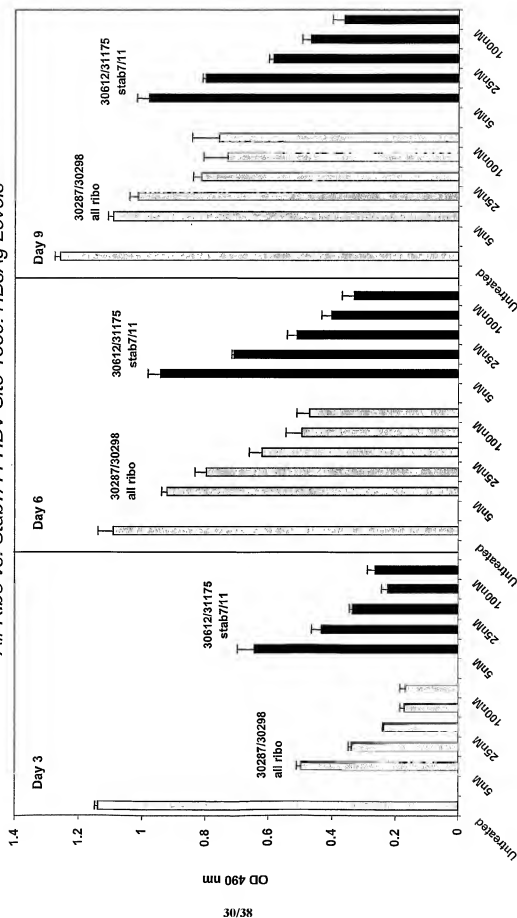 All Ribo vs. Stab7/11, HBV Site HBsAg Levels
Day 3
30287/30298
all ribo
30612/31175
stab7/11
Day 6
30287/30298
all ribo
30612/31175
stab7/11
Day 9
30287/30298
all ribo
30612/31175
stab7/11
OD 490 nm
1.4
1.2
1
0.8
0.6
0.4
0.2
0
Untreated
5nM
25nM
100nM
5nM
25nM
100nM
Untreated
5nM
25nM
100nM
5nM
25nM
100nM
Untreated
5nM
25nM
100nM
5nM
25nM
100nM
30/38